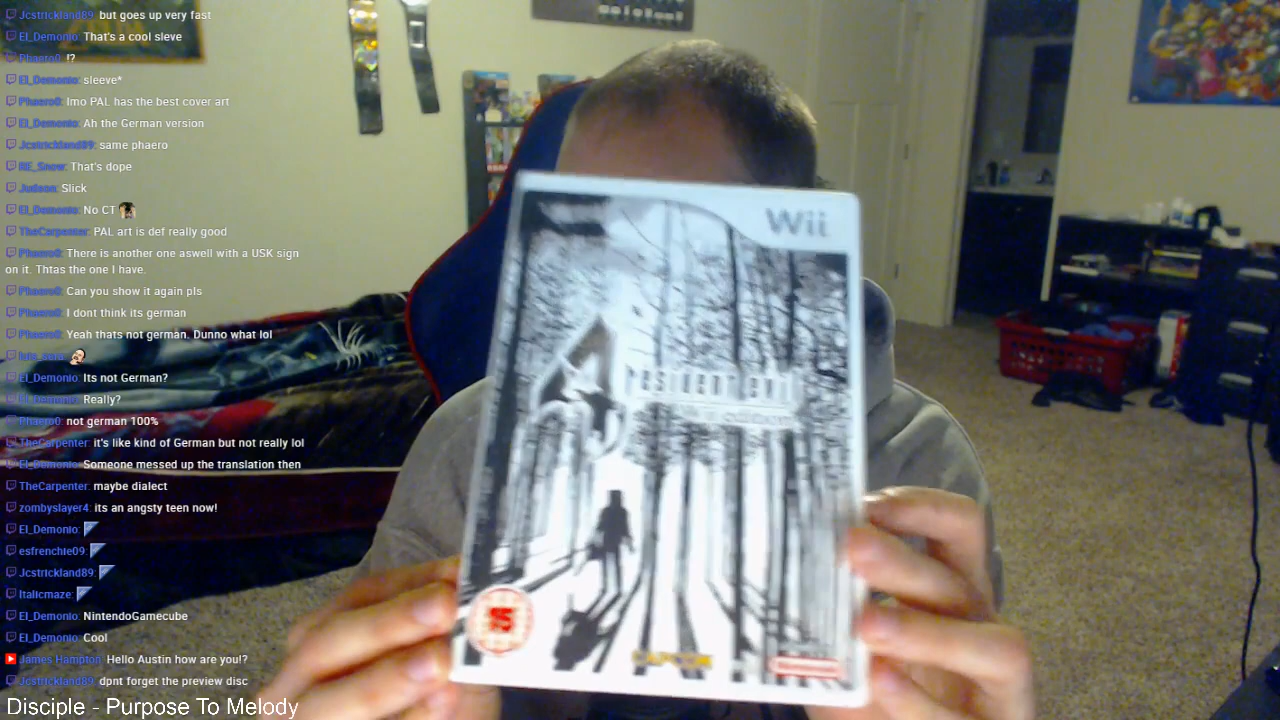 Jcstrickland89: but goes up very fast
El_Demonio: That's a cool sleve
Phaero0: !?
El_Demonio: sleeve*
Phaero0: Imo PAL has the best cover art
El_Demonio: Ah the German version
Jcstrickland89: same phaero
RE_Snow: That's dope
Judson: Slick
El_Demonio: No CT
TheCarpenter: PAL art is def really good
Phaero0: There is another one aswell with a USK sign
on it. Thtas the one I have.
Phaero0: Can you show it again pls
Phaero0: I dont think its german
Phaero0: Yeah thats not german. Dunno what lol
El_Demonio: Its not German?
El_Demonio: Really?
Phaero0: not german 100%
TheCarpenter: it's like kind of German but not really lol
El_Demonio: Someone messed up the translation then
TheCarpenter: maybe dialect
zombyslayer4: its an angsty teen now!
El_Demonio:
esfrenchie09:
Jcstrickland89:
Italicmaze:
El_Demonio: NintendoGamecube
El_Demonio: Cool
James Hampton: Hello Austin how are you!?
Jcstrickland89: dpnt forget the preview disc
Disciple - Purpose To Melody
Wii
4
RESIDENT EVIL
15
CAPCOM
Nintendo